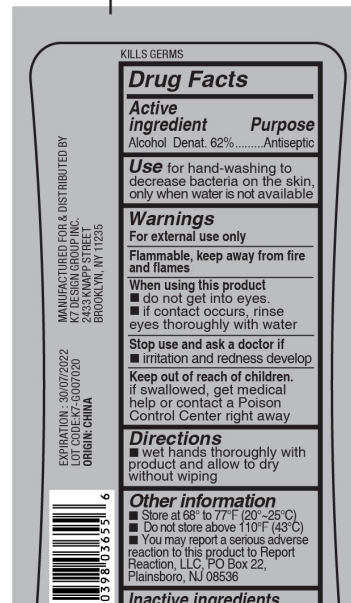 KILLS GERMS
Drug Facts
Active
ingredient Purpose
Alcohol Denat. 62%.........Antiseptic
Use for hand-washing to
decrease bacteria on the skin,
only when water is not available
Warnings
For external use only
Flammable, keep away from fire
and flames
When using this product
■ do not get into eyes.
■ if contact occurs, rinse
eyes thoroughly with water
Stop use and ask a doctor if
■ irritation and redness develop
Keep out of reach of children.
if swallowed, get medical
help or contact a Poison
Control Center right away
Directions
■ wet hands thoroughly with
product and allow to dry
without wiping
Other information
■ Store at 68° to 77°F (20°~25°C)
■ Do not store above 110°F (43°C)
■ You may report a serious adverse
reaction to this product to Report
Reaction, LLC, PO Box 22,
Plainsboro, NJ 08536
Inactive ingredients
MANUFACTURED FOR & DISTRIBUTED BY
K7 DESIGN GROUP INC.
2433 KNAPP STREET
BROOKLYN, NY 11235
EXPIRATION : 30/07/2022
LOT CODE:K7-GO07020
ORIGIN: CHINA
0398 03655 6